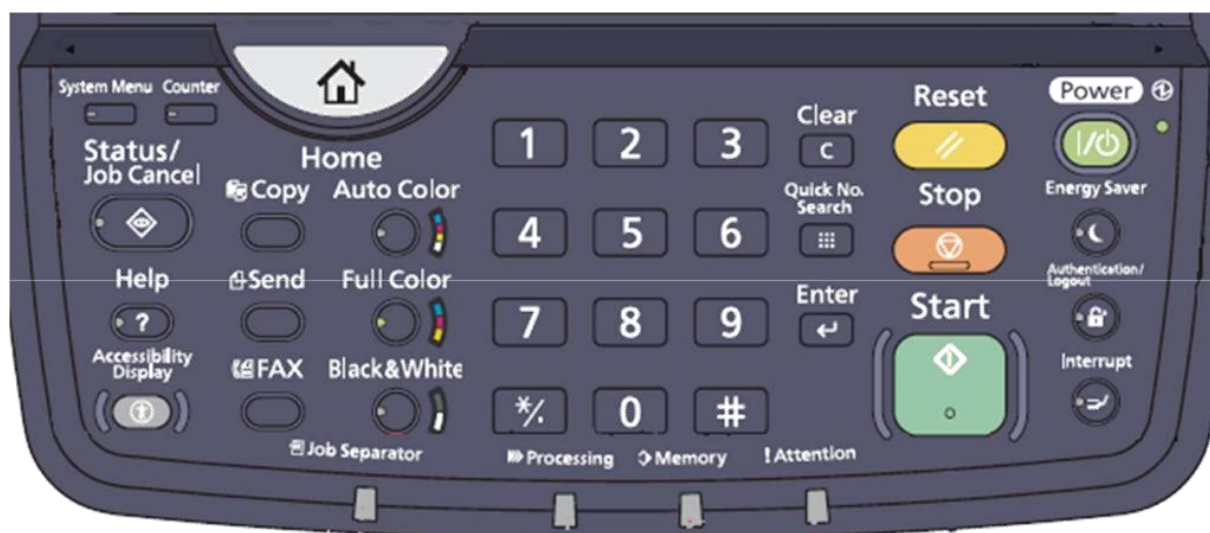 System Menu Counter
Status/
Job Cancel
Home
Copy
Auto Color
Help
Send
Full Color
?
Accessibility
Display
FAX
Black&White
Job Separator
1 2 3
4 5 6
7 8 9
*/. 0 #
Processing
Memory
!Attention
Clear
C
Quick No.
Search
Enter
Reset
Stop
Start
Power
Energy Saver
Authentication/
Logout
Interrupt